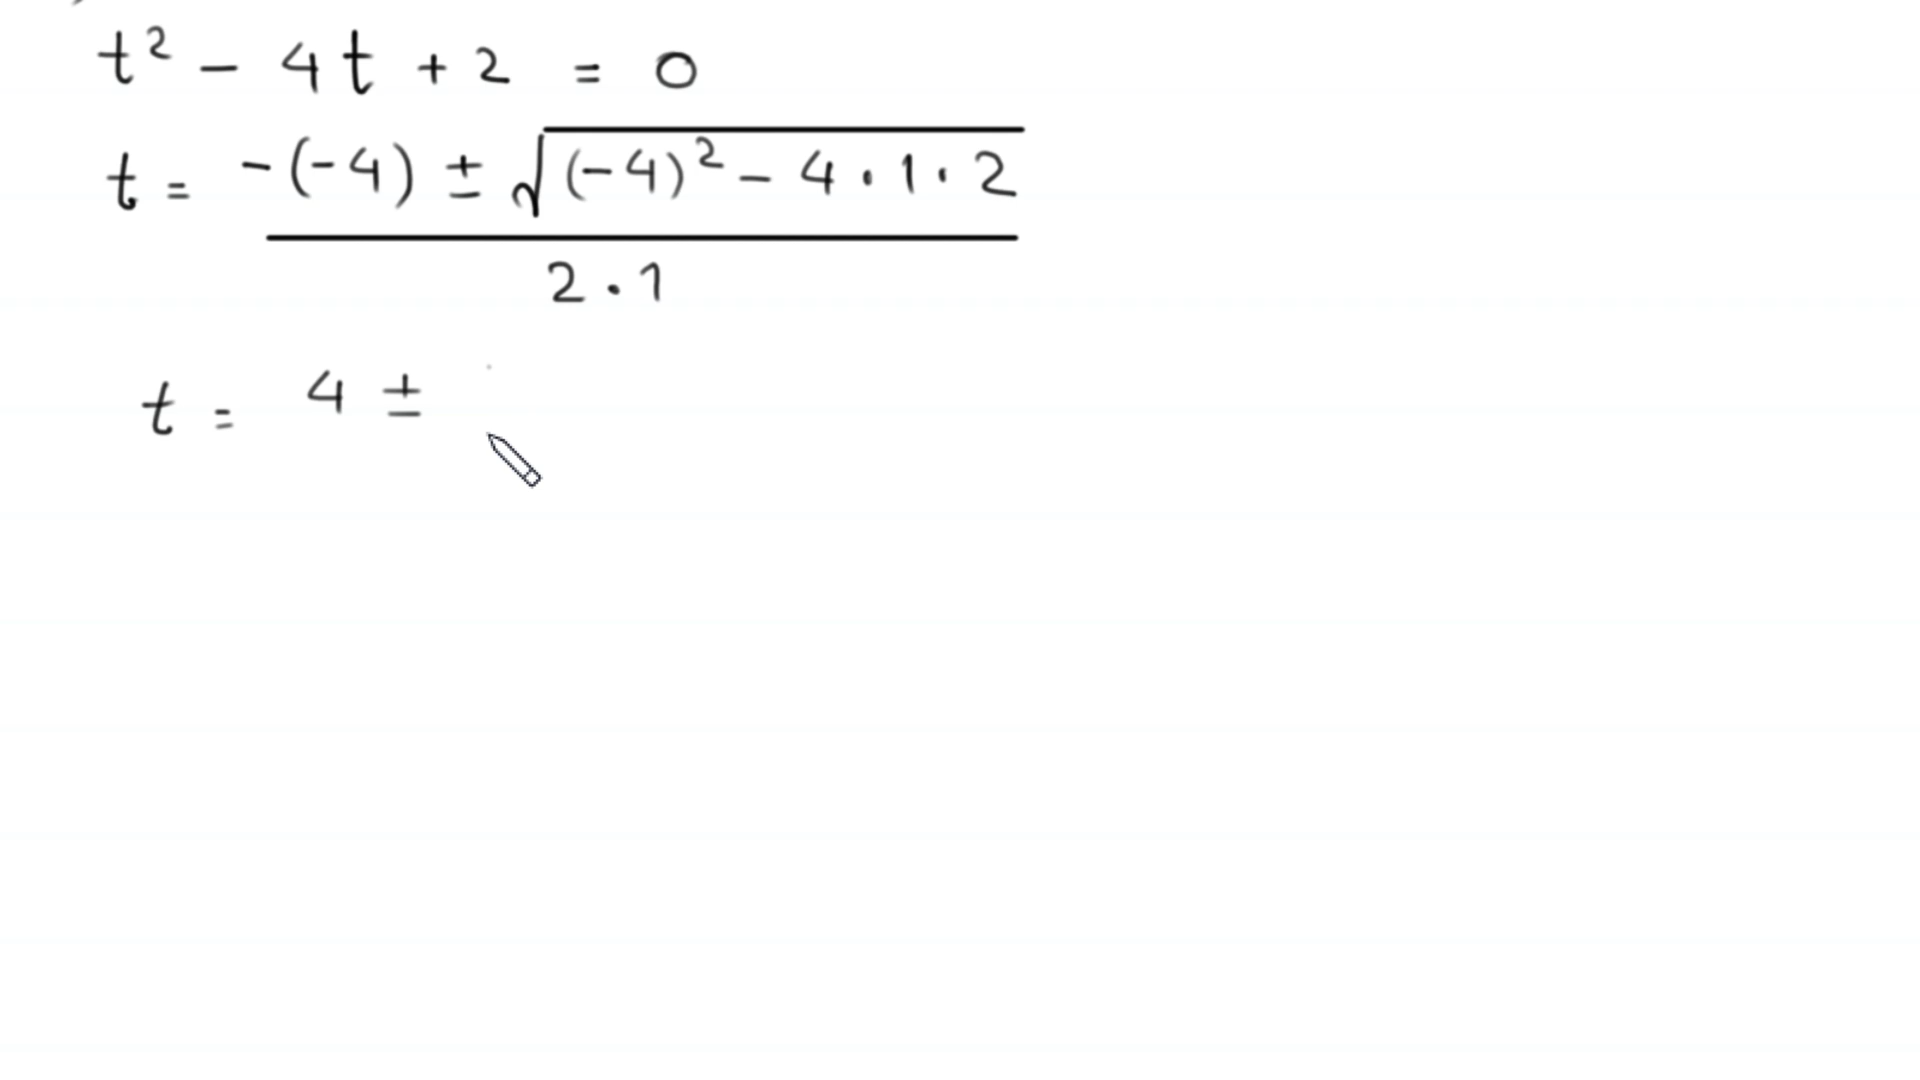 t² - 4t + 2 = 0
t = (-(-4) ± √((-4)² - 4·1·2)) / (2·1)
t = 4 ±